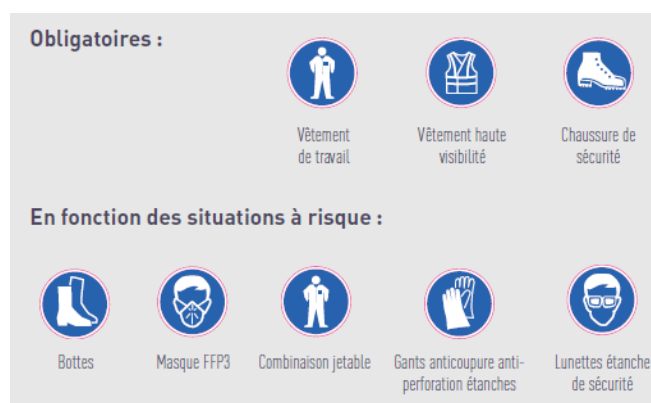 Obligatoires :
Vêtement
de travail
Vêtement haute
visibilité
Chaussure de
sécurité
En fonction des situations à risque :
Bottes
Masque FFP3
Combinaison jetable
Gants anticoupure anti-
perforation étanches
Lunettes étanche
de sécurité